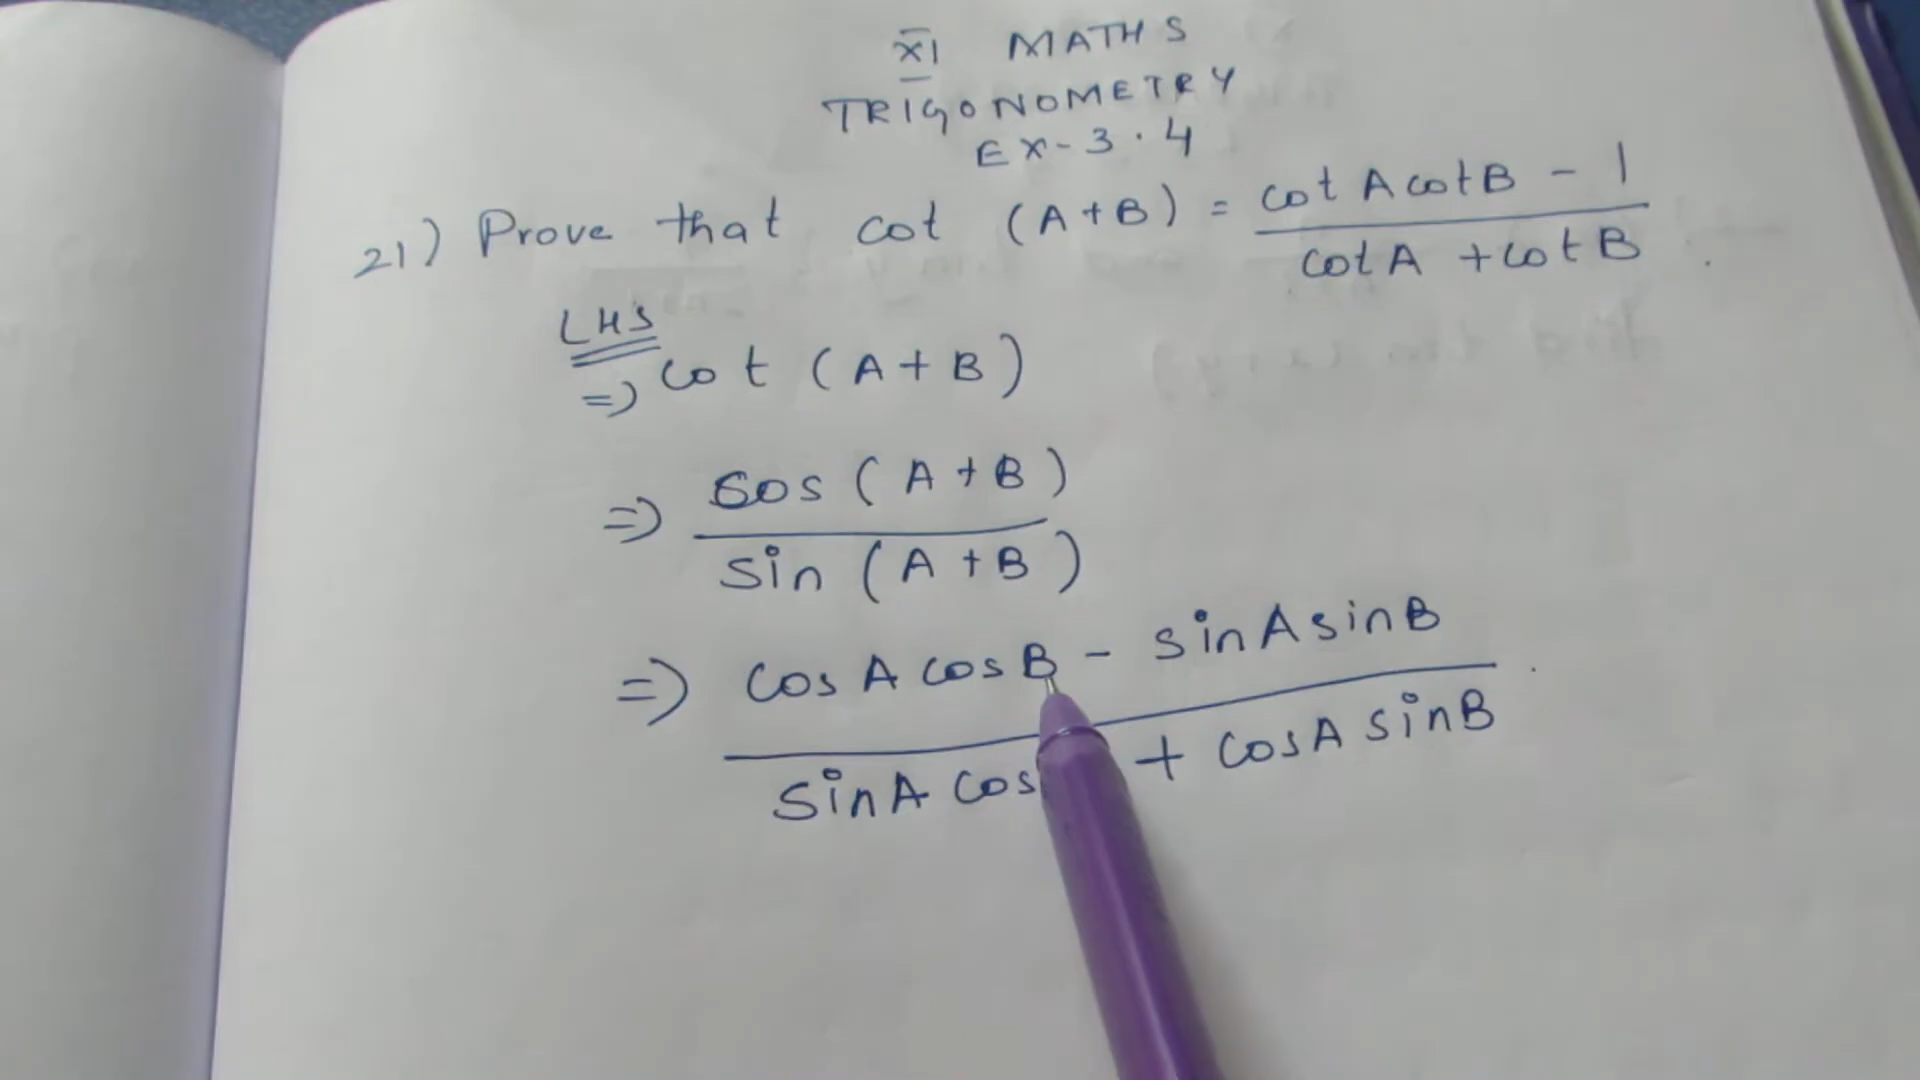 XI MATHS
TRIGONOMETRY
EX-3.4
21) Prove that cot (A+B) = cot A cot B - 1 / cot A + cot B .
LHS
=> cot (A+B)
=> cos (A+B) / sin (A+B)
=> cos A cos B - sin A sin B / sin A cos + cos A sin B .